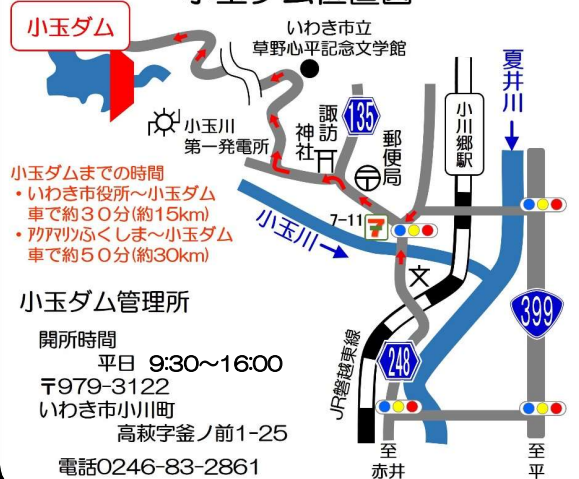 小玉ダム位置図
小玉ダム
いわき市立
草野心平記念文学館
夏井川
135
諏訪
神社
小川郷駅
郵便局
小玉川
第一発電所
小玉ダムまでの時間
・いわき市役所～小玉ダム
車で約３０分(約15km)
・ｱｸｱﾏﾘﾝふくしま～小玉ダム
車で約５０分(約30km)
小玉川
7-11
7
文
399
小玉ダム管理所
開所時間
平日 9:30～16:00
〒979-3122
いわき市小川町
高萩字釜ノ前1-25
電話0246-83-2861
JR磐越東線
248
至
赤井
至
平